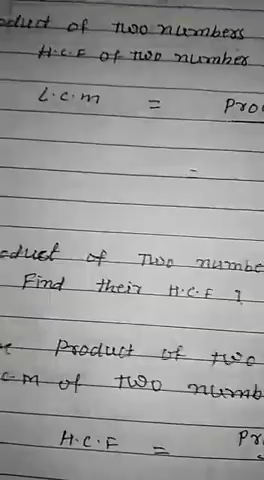 oduct of two numbers
H.C.F of two number
L.C.M = Pro
=
oduct of Two numbe
Find their H.C.F ?
e Product of two
C.M of two numb
H.C.F = Pr